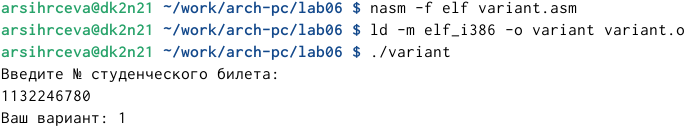 arsihrceva@dk2n21 ~/work/arch-pc/lab06 $ nasm -f elf variant.asm
arsihrceva@dk2n21 ~/work/arch-pc/lab06 $ ld -m elf_i386 -o variant variant.o
arsihrceva@dk2n21 ~/work/arch-pc/lab06 $ ./variant
Введите № студенческого билета:
1132246780
Ваш вариант: 1